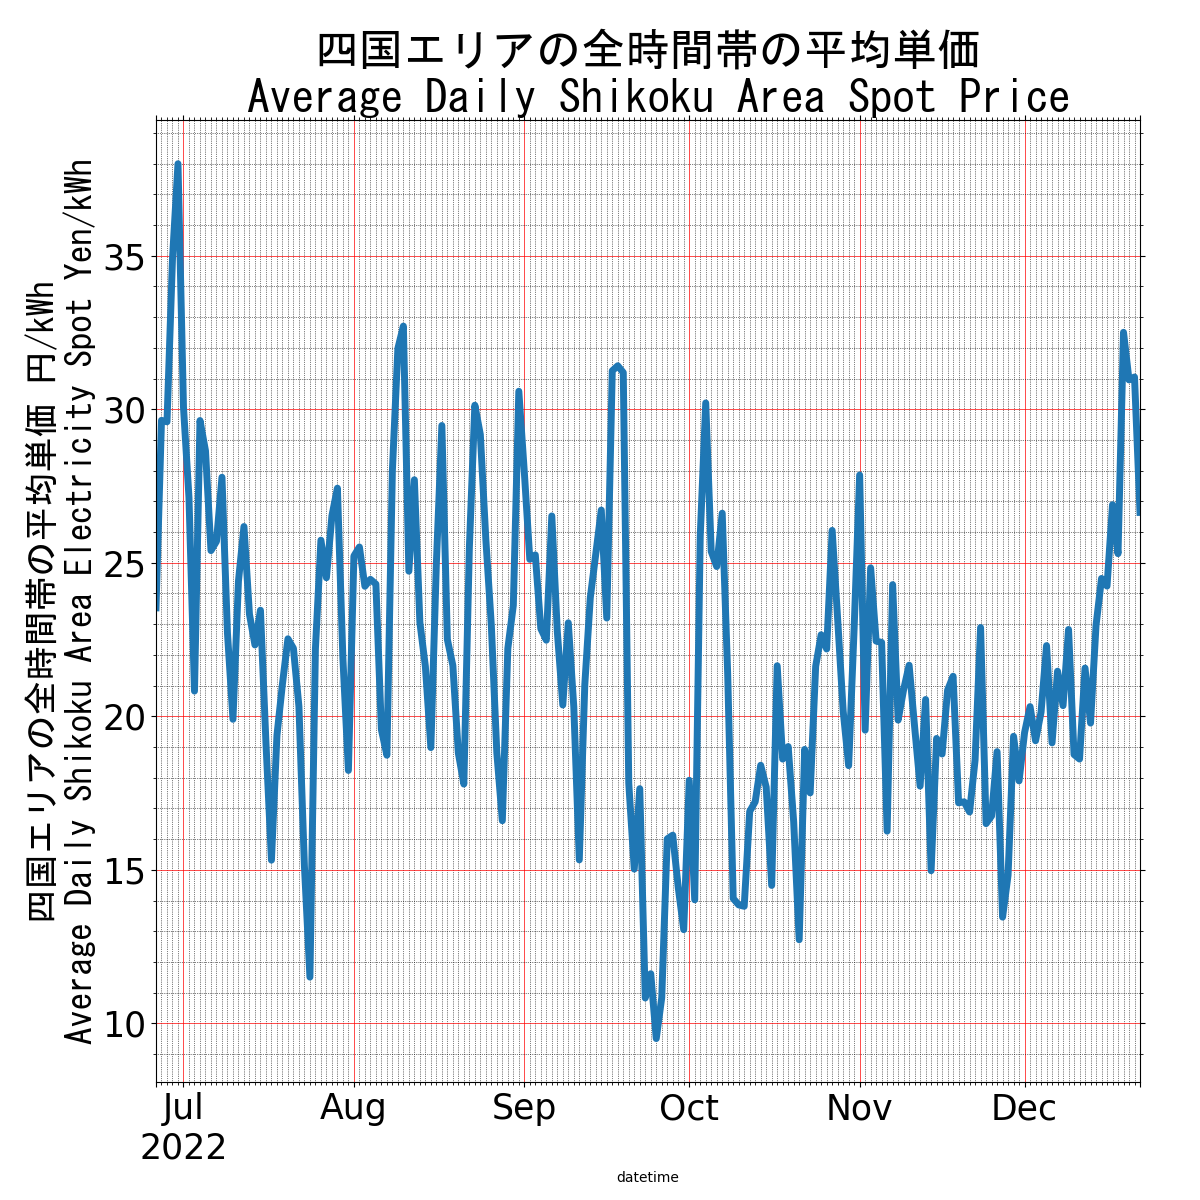 四国エリアの全時間帯の平均単価
Average Daily Shikoku Area Spot Price
四国エリアの全時間帯の平均単価 円/kWh
Average Daily Shikoku Area Electricity Spot Yen/kWh
35
30
25
20
15
10
Jul Aug Sep Oct Nov Dec
2022
datetime